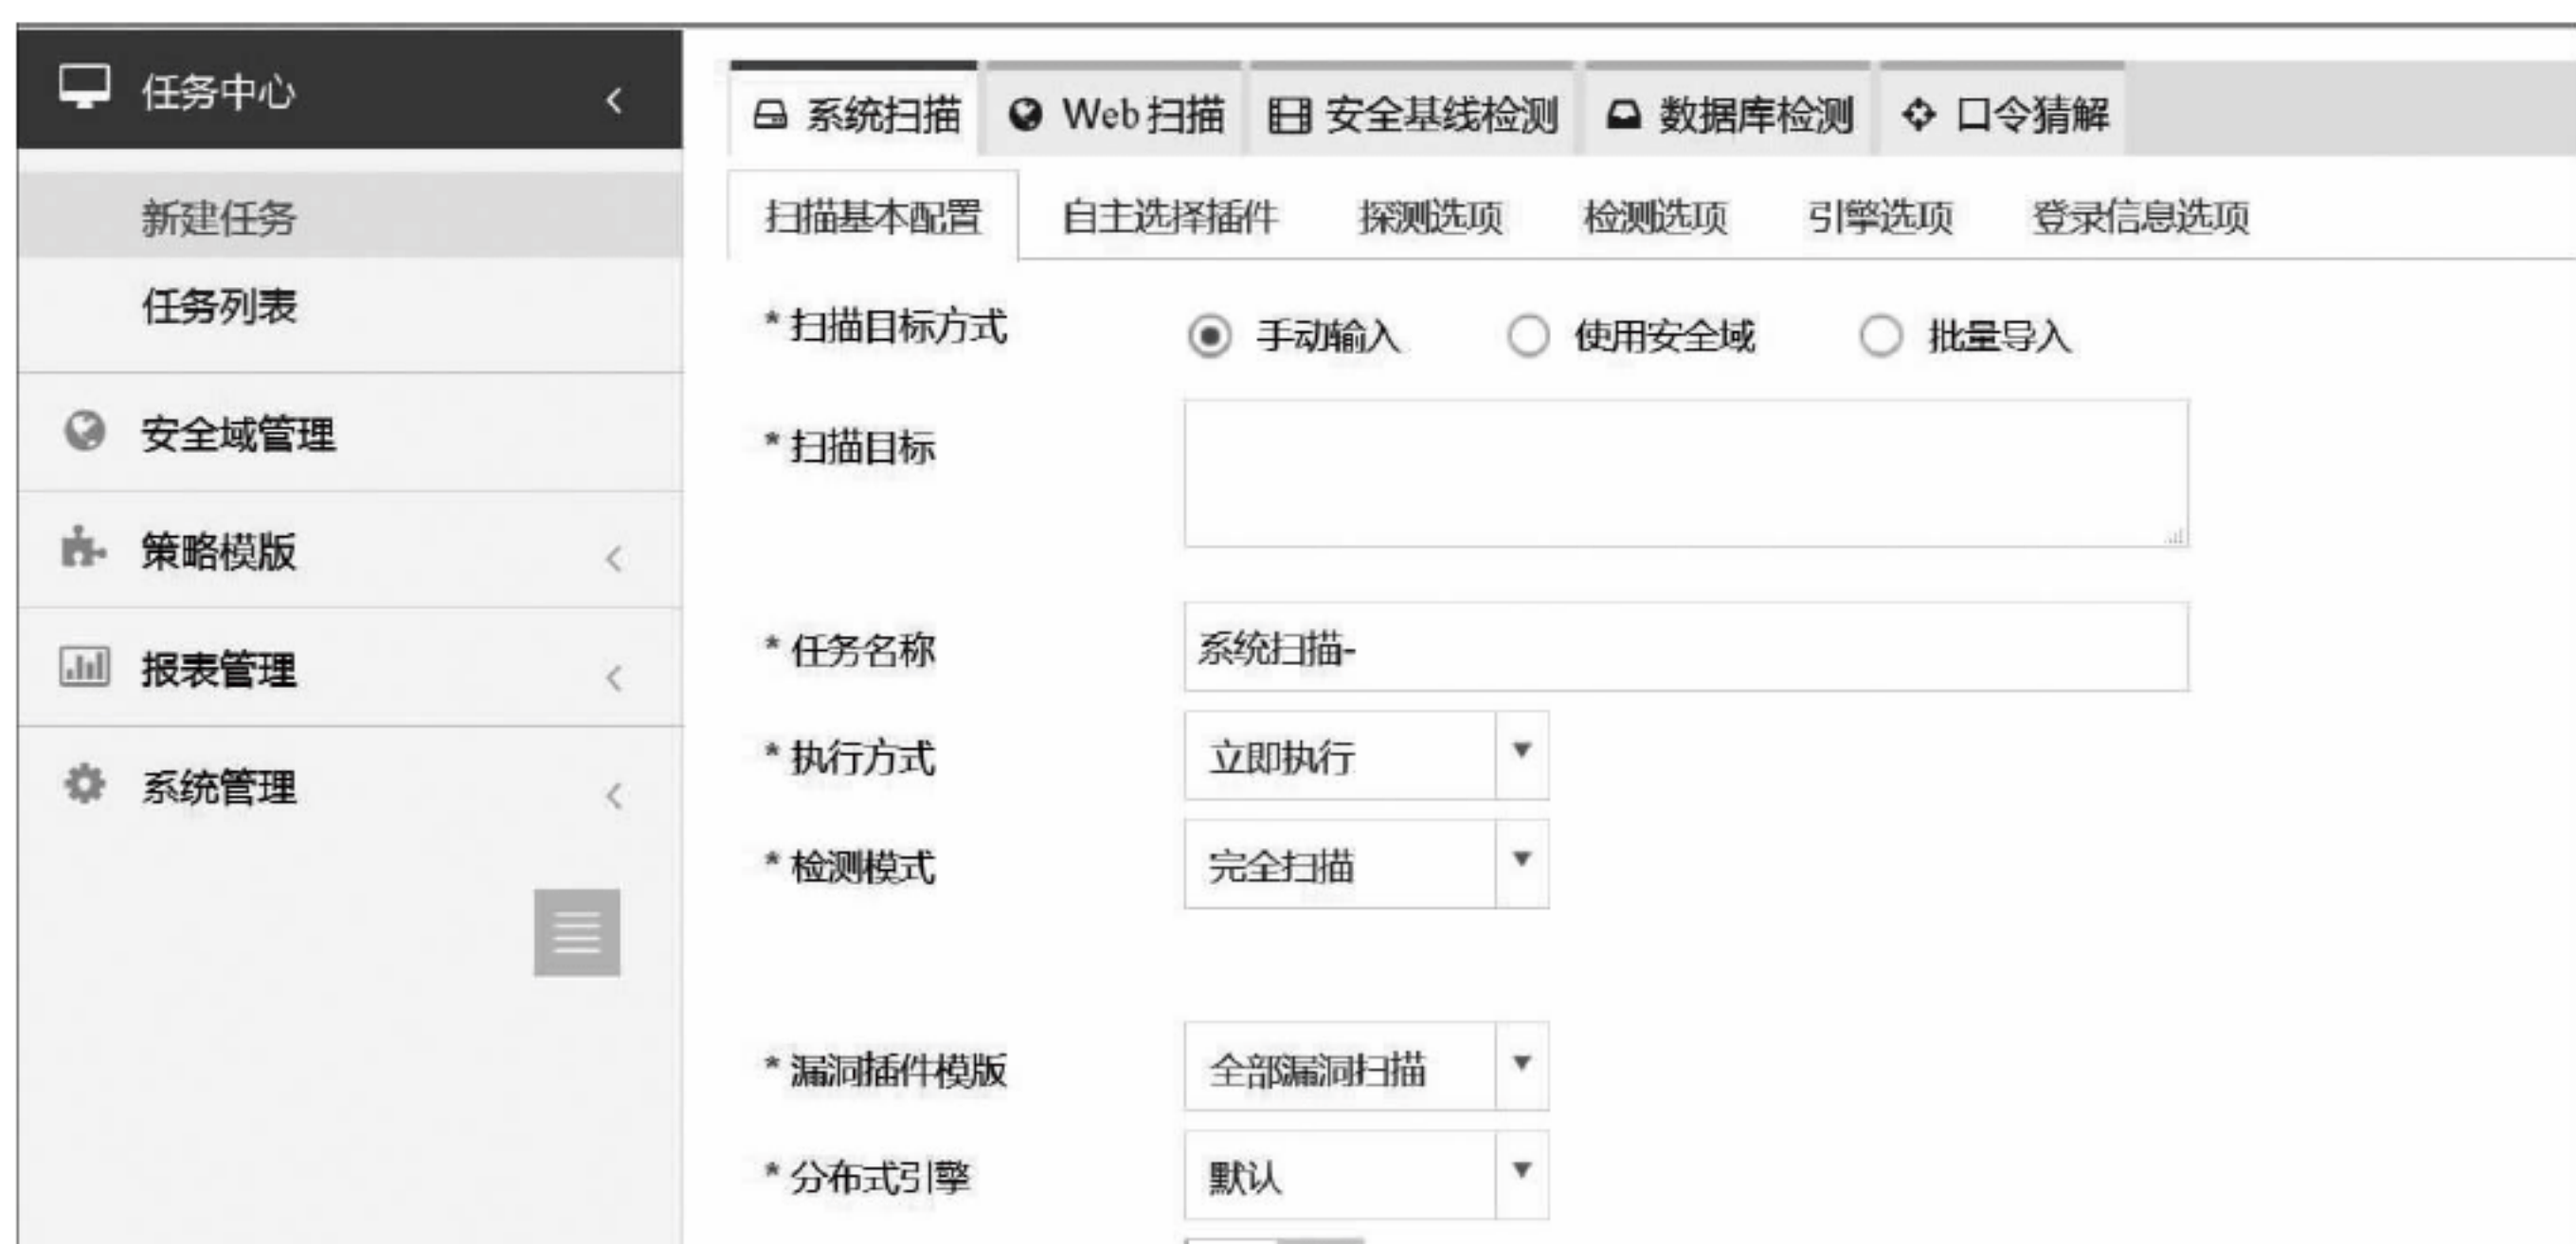 任务中心
新建任务
任务列表
安全域管理
策略模版
报表管理
系统管理
系统扫描 Web扫描 安全基线检测 数据库检测 口令猜解
扫描基本配置 自主选择插件 探测选项 检测选项 引擎选项 登录信息选项
* 扫描目标方式 手动输入 使用安全域 批量导入
* 扫描目标
* 任务名称 系统扫描-
* 执行方式 立即执行
* 检测模式 完全扫描
* 漏洞插件模版 全部漏洞扫描
* 分布式引擎 默认